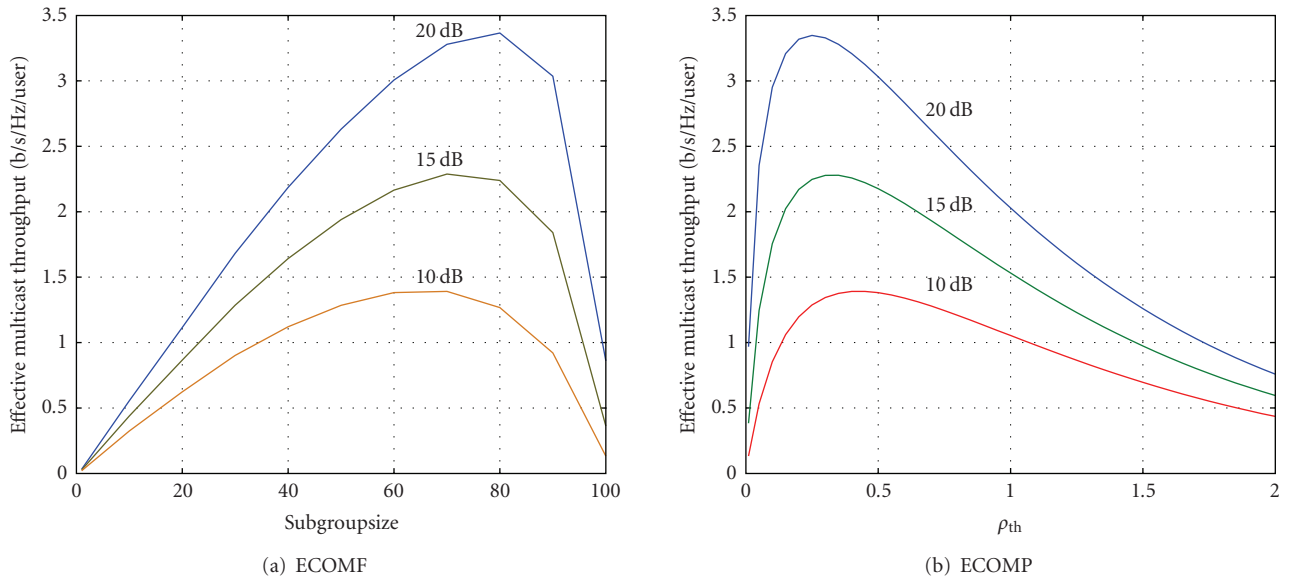 Effective multicast throughput (b/s/Hz/user)
3.5
3
2.5
2
1.5
1
0.5
0
20 dB
15 dB
10 dB
0
20
40
60
80
100
Subgroupsize
(a) ECOMF
Effective multicast throughput (b/s/Hz/user)
3.5
3
2.5
2
1.5
1
0.5
0
20 dB
15 dB
10 dB
0
0.5
1
1.5
2
ρth
(b) ECOMP